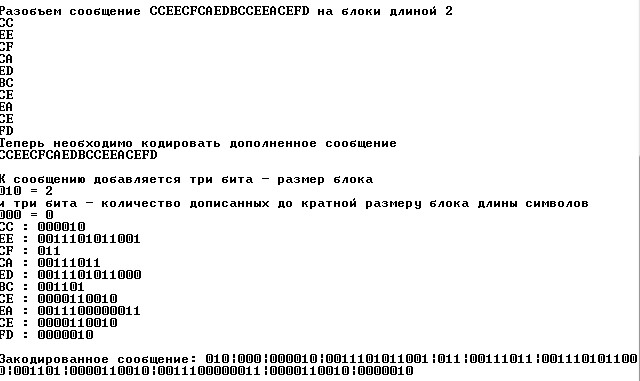 Разобъем сообщение CCEECFCAEDBCCEEACEFD на блоки длиной 2
CC
EE
CF
CA
ED
BC
CE
EA
CE
FD
Теперь необходимо кодировать дополненное сообщение
CCEECFCAEDBCCEEACEFD
К сообщению добавляется три бита - размер блока
010 = 2
и три бита - количество дописанных до кратной размеру блока длины символов
000 = 0
CC : 000010
EE : 0011101011001
CF : 011
CA : 00111011
ED : 0011101011000
BC : 001101
CE : 0000110010
EA : 0011100000011
CE : 0000110010
FD : 0000010
Закодированное сообщение: 010¦000¦000010¦0011101011001¦011¦00111011¦001110101100
0¦001101¦0000110010¦0011100000011¦0000110010¦0000010